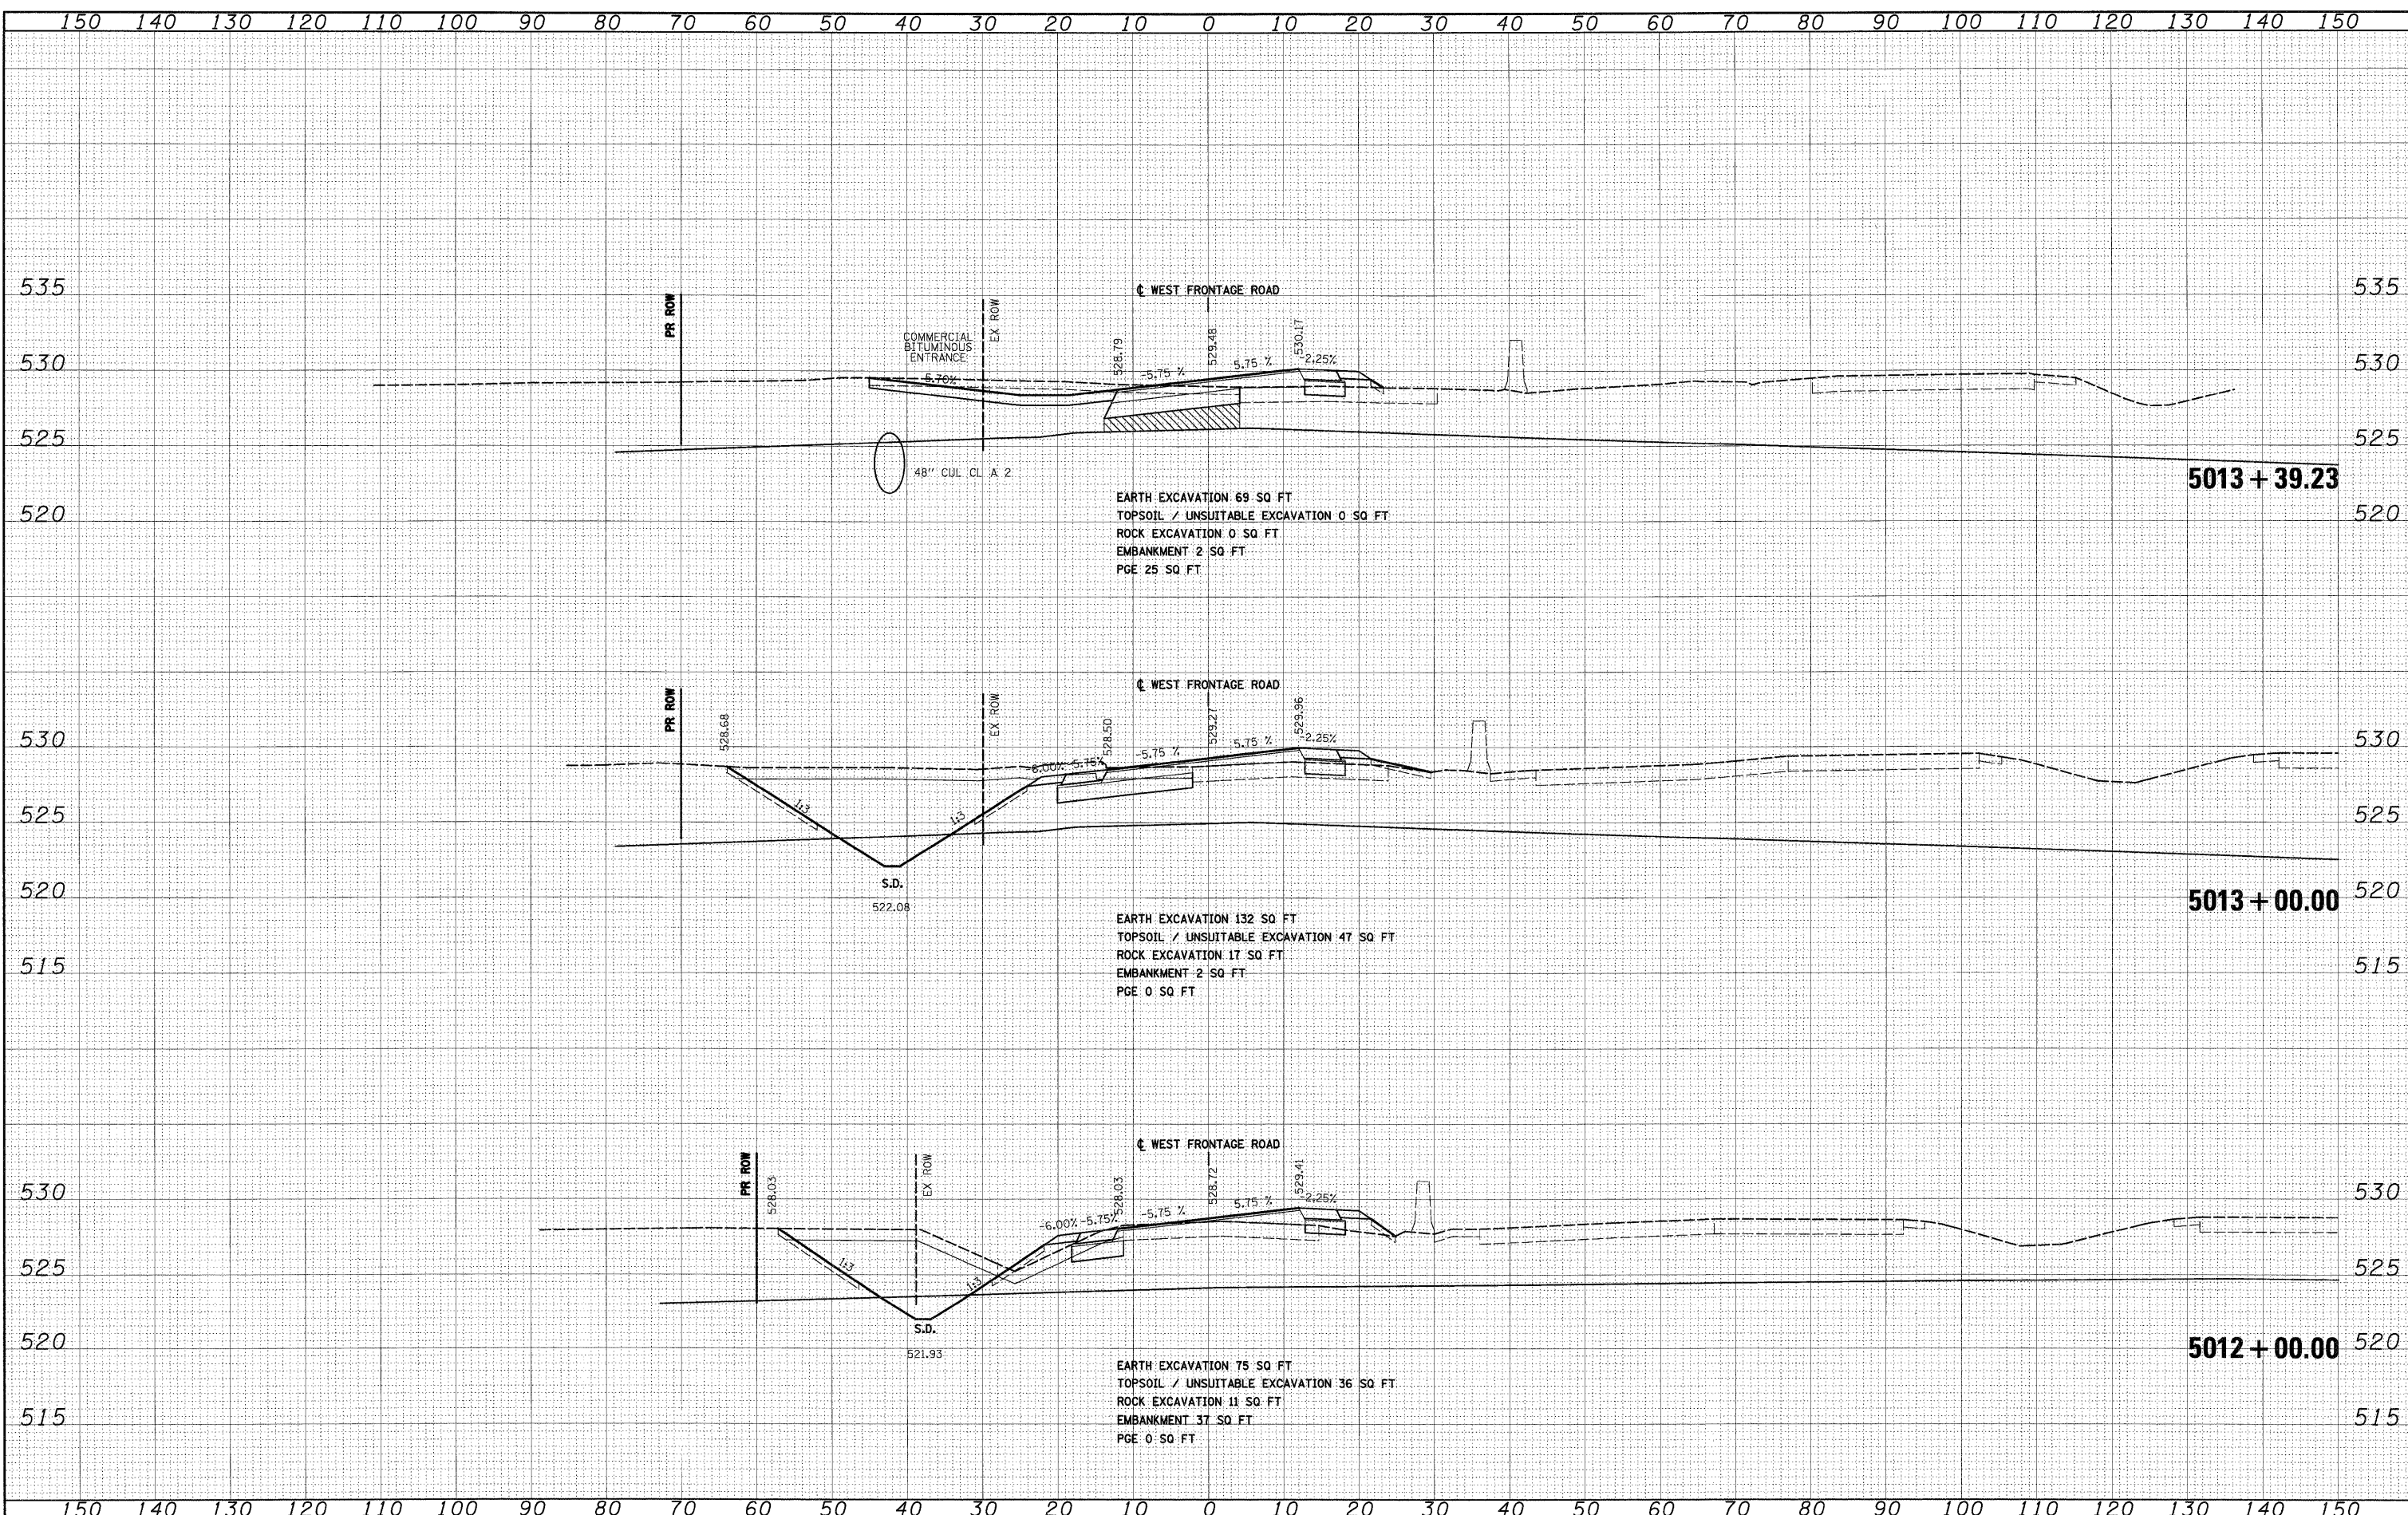 150 140 130 120 110 100 90 80 70 60 50 40 30 20 10 0 10 20 30 40 50 60 70 80 90 100 110 120 130 140 150
535 535
℄ WEST FRONTAGE ROAD
PR ROW
EX ROW
COMMERCIAL
BITUMINOUS
ENTRANCE
528.79
529.48
530.17
530 530
5.70%
-5.75 %
5.75 %
-2.25%
525 525
48" CUL CL A 2
5013+39.23
520 520
EARTH EXCAVATION 69 SQ FT
TOPSOIL / UNSUITABLE EXCAVATION 0 SQ FT
ROCK EXCAVATION 0 SQ FT
EMBANKMENT 2 SQ FT
PGE 25 SQ FT
℄ WEST FRONTAGE ROAD
PR ROW
528.68
EX ROW
528.50
529.27
529.96
530 530
-6.00%
-5.75%
-5.75 %
5.75 %
-2.25%
1:3
1:3
525 525
S.D.
522.08
520 520
5013+00.00
EARTH EXCAVATION 132 SQ FT
TOPSOIL / UNSUITABLE EXCAVATION 47 SQ FT
ROCK EXCAVATION 17 SQ FT
EMBANKMENT 2 SQ FT
PGE 0 SQ FT
515 515
℄ WEST FRONTAGE ROAD
PR ROW
528.03
EX ROW
528.03
528.72
529.41
530 530
-6.00%
-5.75%
-5.75 %
5.75 %
-2.25%
1:3
1:3
525 525
S.D.
521.93
520 520
5012+00.00
EARTH EXCAVATION 75 SQ FT
TOPSOIL / UNSUITABLE EXCAVATION 36 SQ FT
ROCK EXCAVATION 11 SQ FT
EMBANKMENT 37 SQ FT
PGE 0 SQ FT
515 515
150 140 130 120 110 100 90 80 70 60 50 40 30 20 10 0 10 20 30 40 50 60 70 80 90 100 110 120 130 140 150